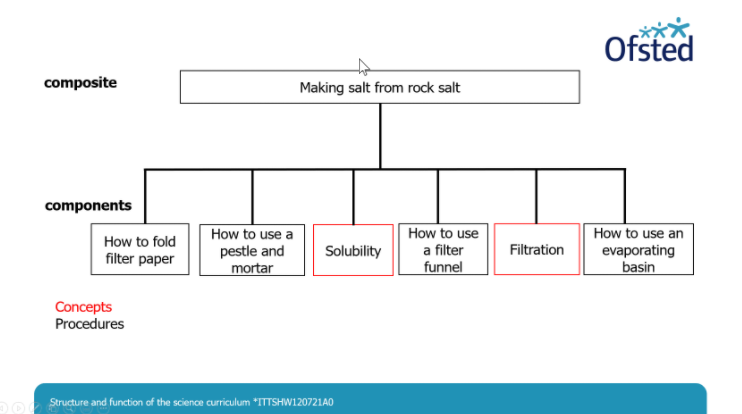 Ofsted
composite
Making salt from rock salt
components
How to fold
filter paper
How to use a
pestle and
mortar
Solubility
How to use
a filter
funnel
Filtration
How to use an
evaporating
basin
Concepts
Procedures
Structure and function of the science curriculum *ITTSHW120721A0